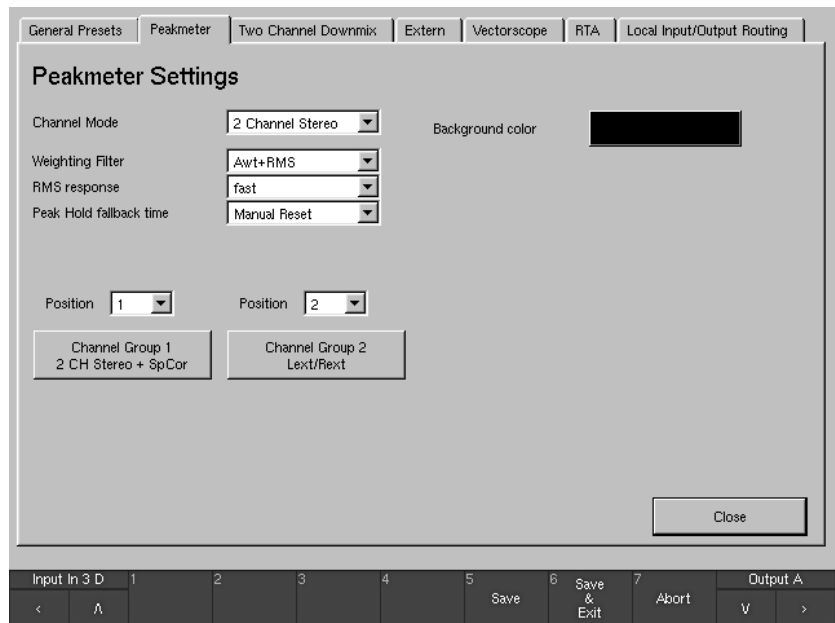 General Presets Peakmeter Two Channel Downmix Extern Vectorscope RTA Local Input/Output Routing
Peakmeter Settings
Channel Mode 2 Channel Stereo Background color
Weighting Filter Awt+RMS
RMS response fast
Peak Hold fallback time Manual Reset
Position 1 Position 2
Channel Group 1
2 CH Stereo + SpCor
Channel Group 2
Lext/Rext
Close
Input In 3 D 1 2 3 4 5 Save 6 Save & Exit 7 Abort Output A
< Λ V >